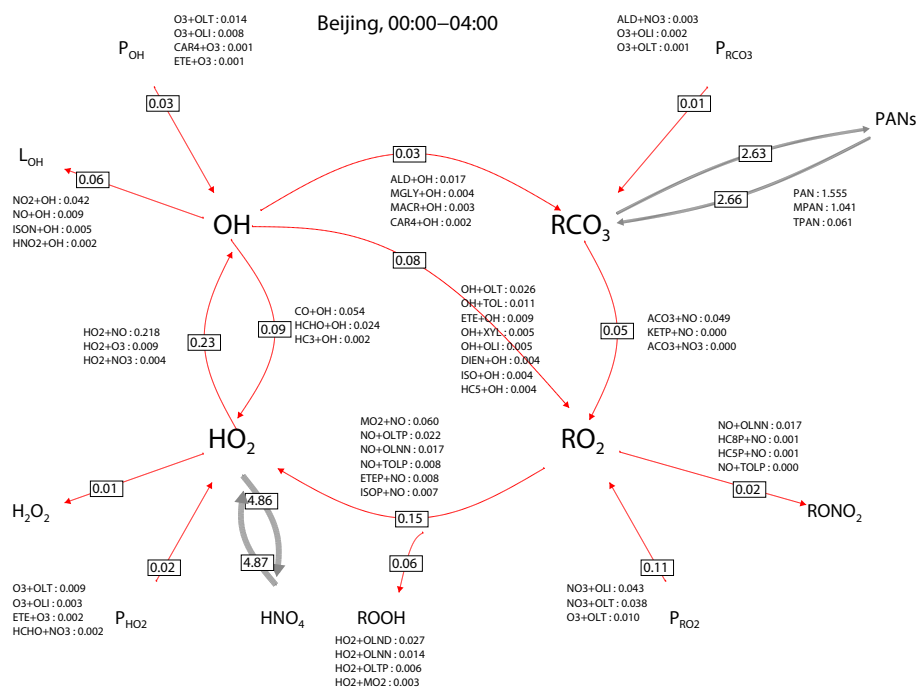 Beijing, 00:00–04:00
O3+OLT : 0.014
O3+OLI : 0.008
CAR4+O3 : 0.001
ETE+O3 : 0.001
P_OH
0.03
ALD+NO3 : 0.003
O3+OLI : 0.002
O3+OLT : 0.001
P_RCO3
0.01
PANs
2.63
2.66
PAN : 1.555
MPAN : 1.041
TPAN : 0.061
L_OH
0.06
NO2+OH : 0.042
NO+OH : 0.009
ISON+OH : 0.005
HNO2+OH : 0.002
OH
0.03
ALD+OH : 0.017
MGLY+OH : 0.004
MACR+OH : 0.003
CAR4+OH : 0.002
RCO₃
0.08
OH+OLT : 0.026
OH+TOL : 0.011
ETE+OH : 0.009
OH+XYL : 0.005
OH+OLI : 0.005
DIEN+OH : 0.004
ISO+OH : 0.004
HC5+OH : 0.004
HO2+NO : 0.218
HO2+O3 : 0.009
HO2+NO3 : 0.004
0.23
0.09
CO+OH : 0.054
HCHO+OH : 0.024
HC3+OH : 0.002
0.05
ACO3+NO : 0.049
KETP+NO : 0.000
ACO3+NO3 : 0.000
HO₂
MO2+NO : 0.060
NO+OLTP : 0.022
NO+OLNN : 0.017
NO+TOLP : 0.008
ETEP+NO : 0.008
ISOP+NO : 0.007
0.15
RO₂
NO+OLNN : 0.017
HC8P+NO : 0.001
HC5P+NO : 0.001
NO+TOLP : 0.000
0.02
RONO₂
0.01
H₂O₂
4.86
4.87
HNO₄
0.02
O3+OLT : 0.009
O3+OLI : 0.003
ETE+O3 : 0.002
HCHO+NO3 : 0.002
P_HO2
0.06
ROOH
HO2+OLND : 0.027
HO2+OLNN : 0.014
HO2+OLTP : 0.006
HO2+MO2 : 0.003
0.11
NO3+OLI : 0.043
NO3+OLT : 0.038
O3+OLT : 0.010
P_RO2